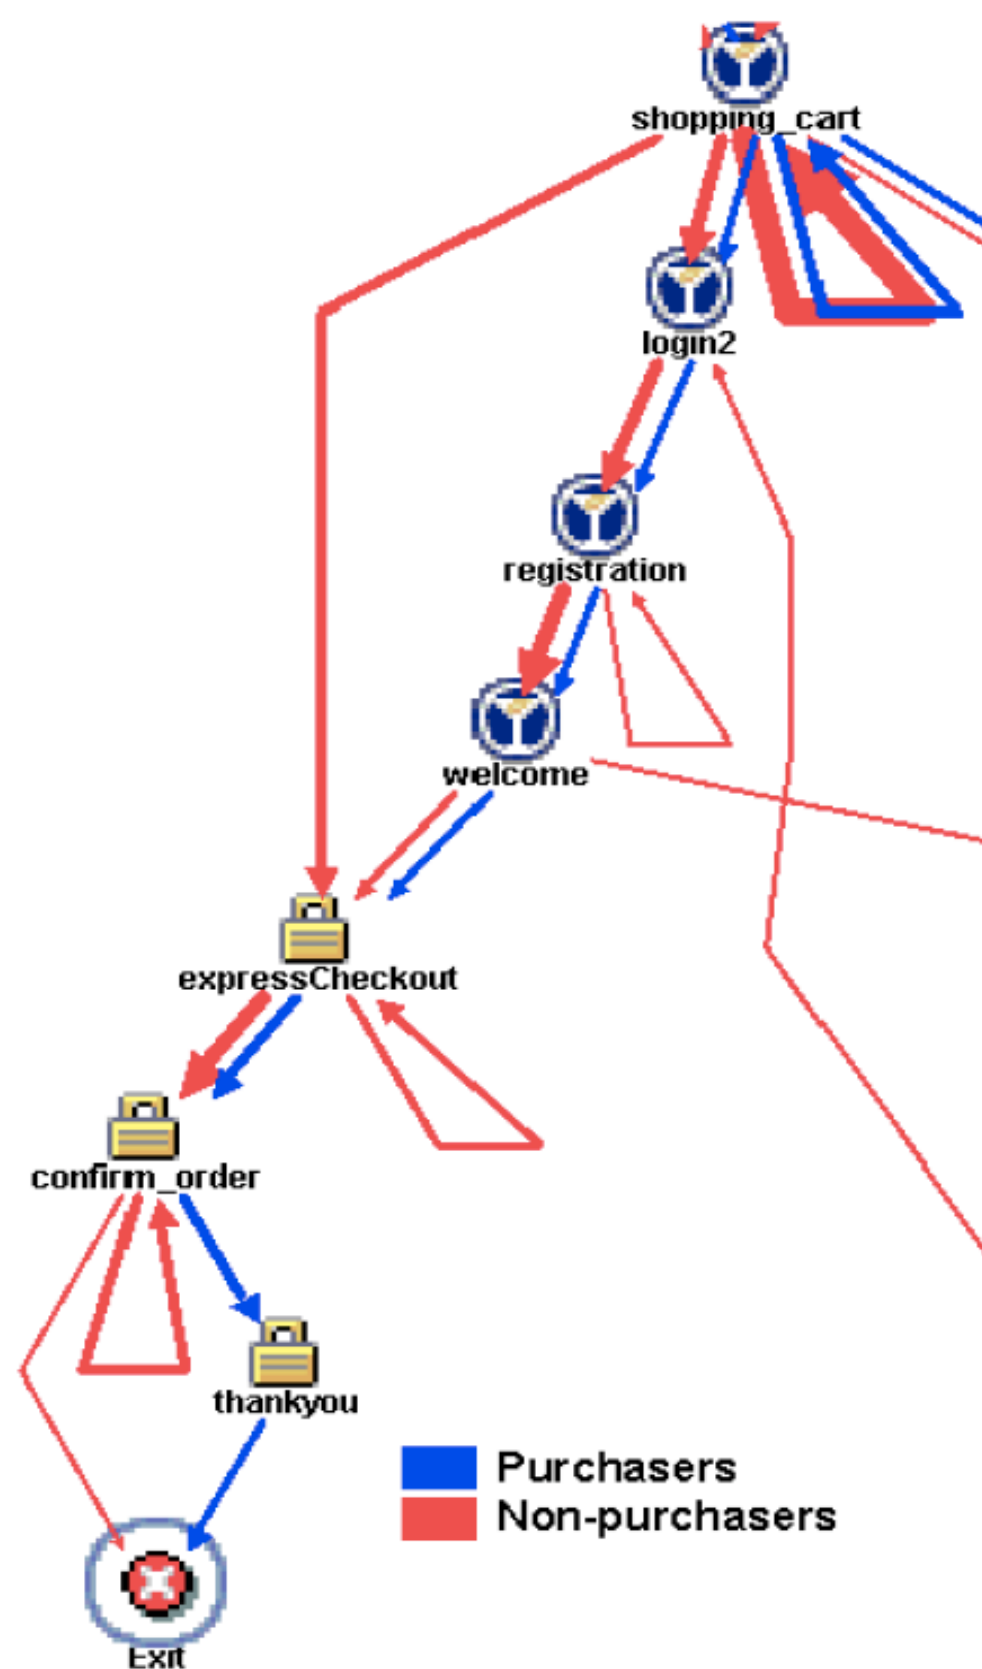 shopping_cart
login2
registration
welcome
expressCheckout
confirm_order
thankyou
Purchasers
Non-purchasers
Exit